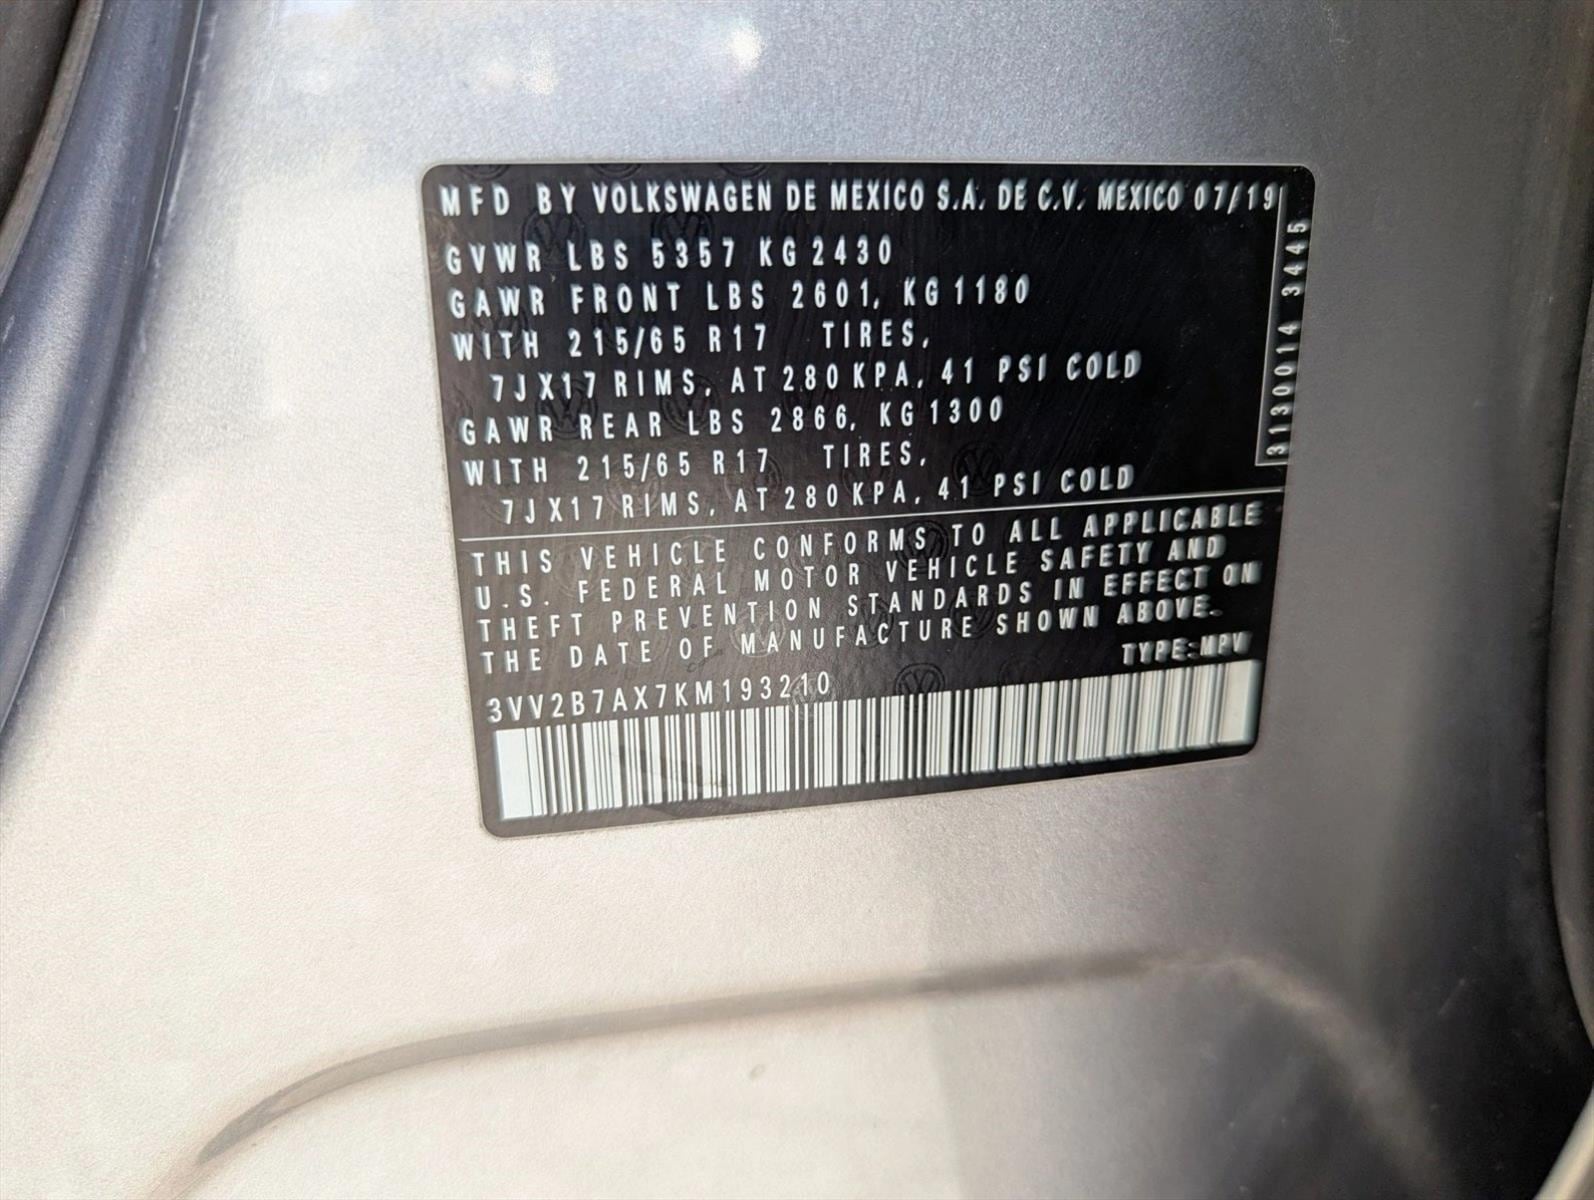 MFD BY VOLKSWAGEN DE MEXICO S.A. DE C.V. MEXICO 07/19
GVWR LBS 5357 KG 2430
GAWR FRONT LBS 2601, KG 1180
WITH 215/65 R17 TIRES,
7JX17 RIMS, AT 280 KPA, 41 PSI COLD
GAWR REAR LBS 2866, KG 1300
WITH 215/65 R17 TIRES,
7JX17 RIMS, AT 280 KPA, 41 PSI COLD
3130014 3445
THIS VEHICLE CONFORMS TO ALL APPLICABLE
U.S. FEDERAL MOTOR VEHICLE SAFETY AND
THEFT PREVENTION STANDARDS IN EFFECT ON
THE DATE OF MANUFACTURE SHOWN ABOVE.
TYPE:MPV
3VV2B7AX7KM193210